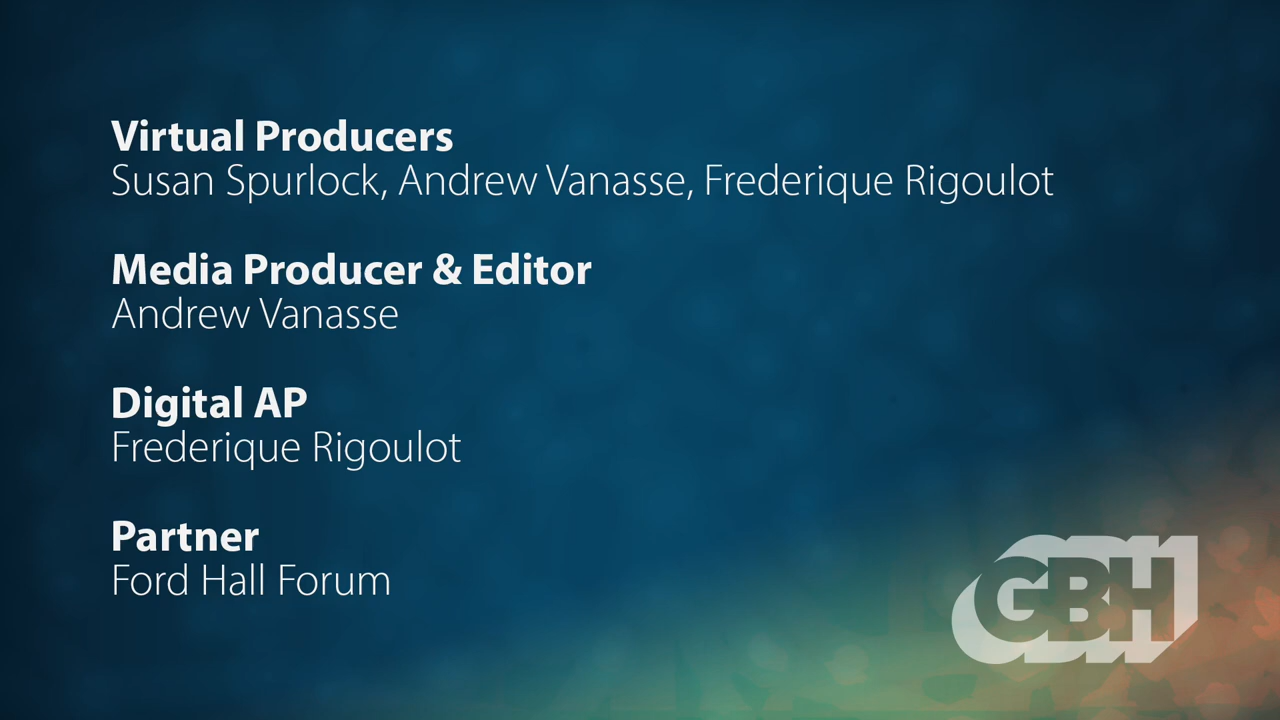 Virtual Producers
Susan Spurlock, Andrew Vanasse, Frederique Rigoulot
Media Producer & Editor
Andrew Vanasse
Digital AP
Frederique Rigoulot
Partner
Ford Hall Forum
GBH